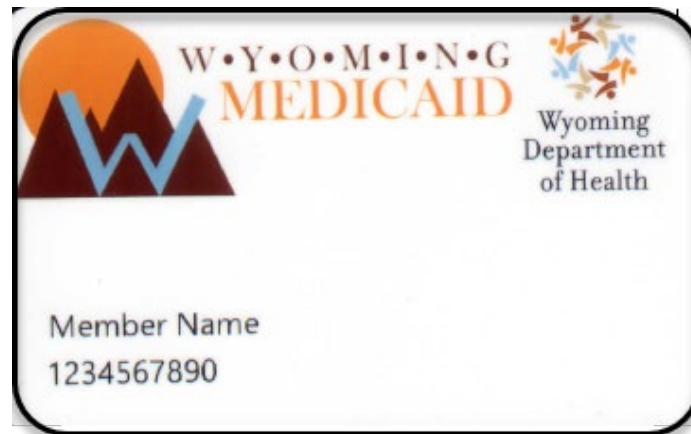 W•Y•O•M•I•N•G
MEDICAID
Wyoming
Department
of Health
Member Name
1234567890